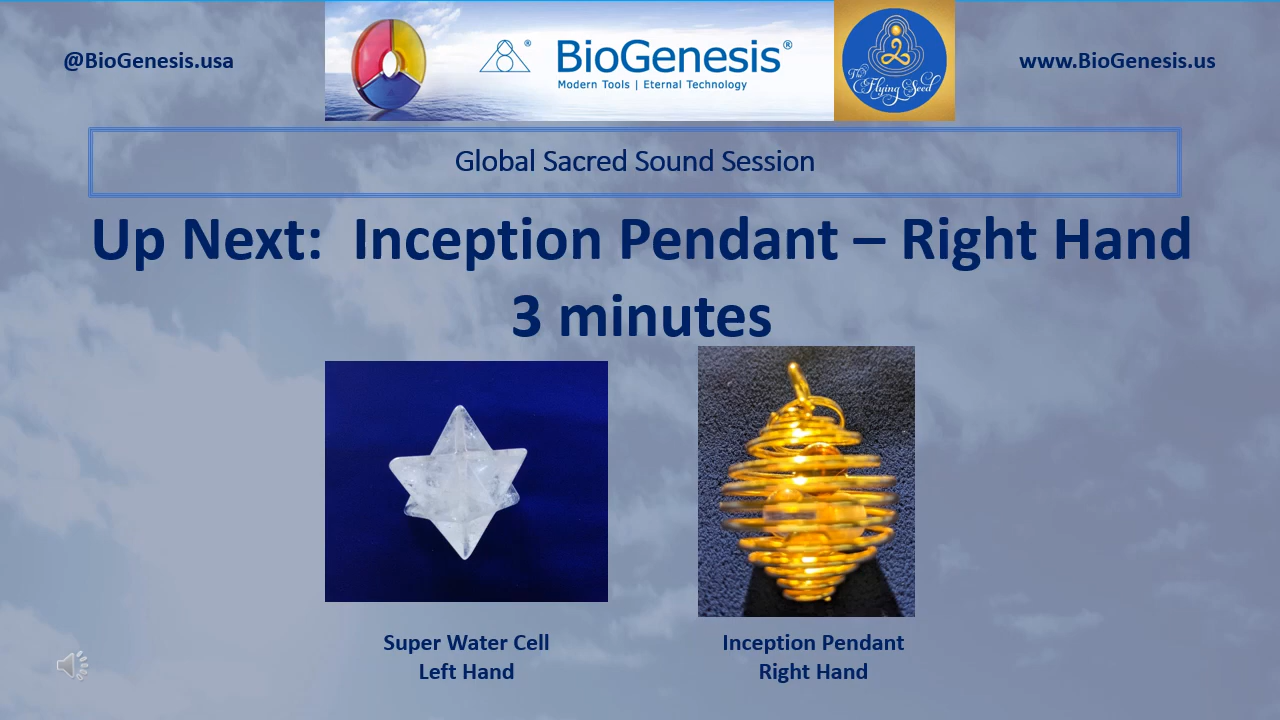 @BioGenesis.usa
BioGenesis®
Modern Tools | Eternal Technology
The Flying Seed
www.BioGenesis.us
Global Sacred Sound Session
Up Next:  Inception Pendant – Right Hand
3 minutes
Super Water Cell
Left Hand
Inception Pendant
Right Hand